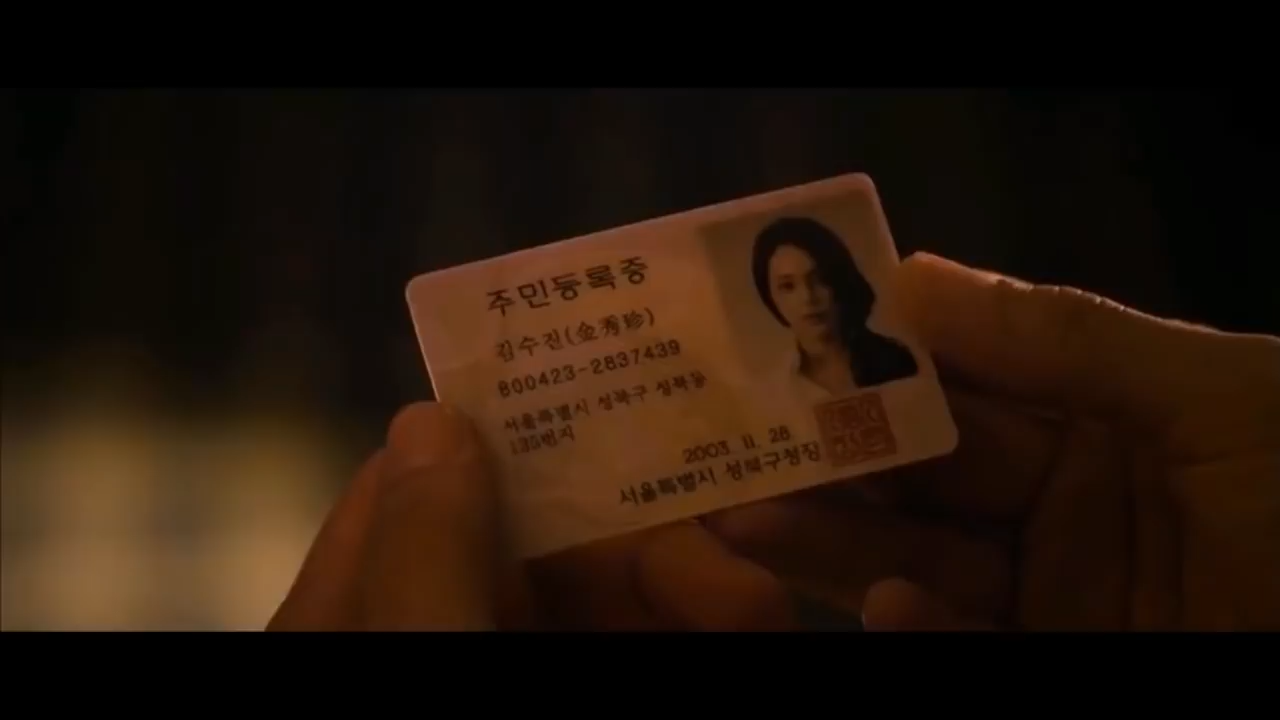 주민등록증
김수진(金秀珍)
800423-2837439
서울특별시 성북구 성북동
135번지
2003. 11. 28
서울특별시 성북구청장